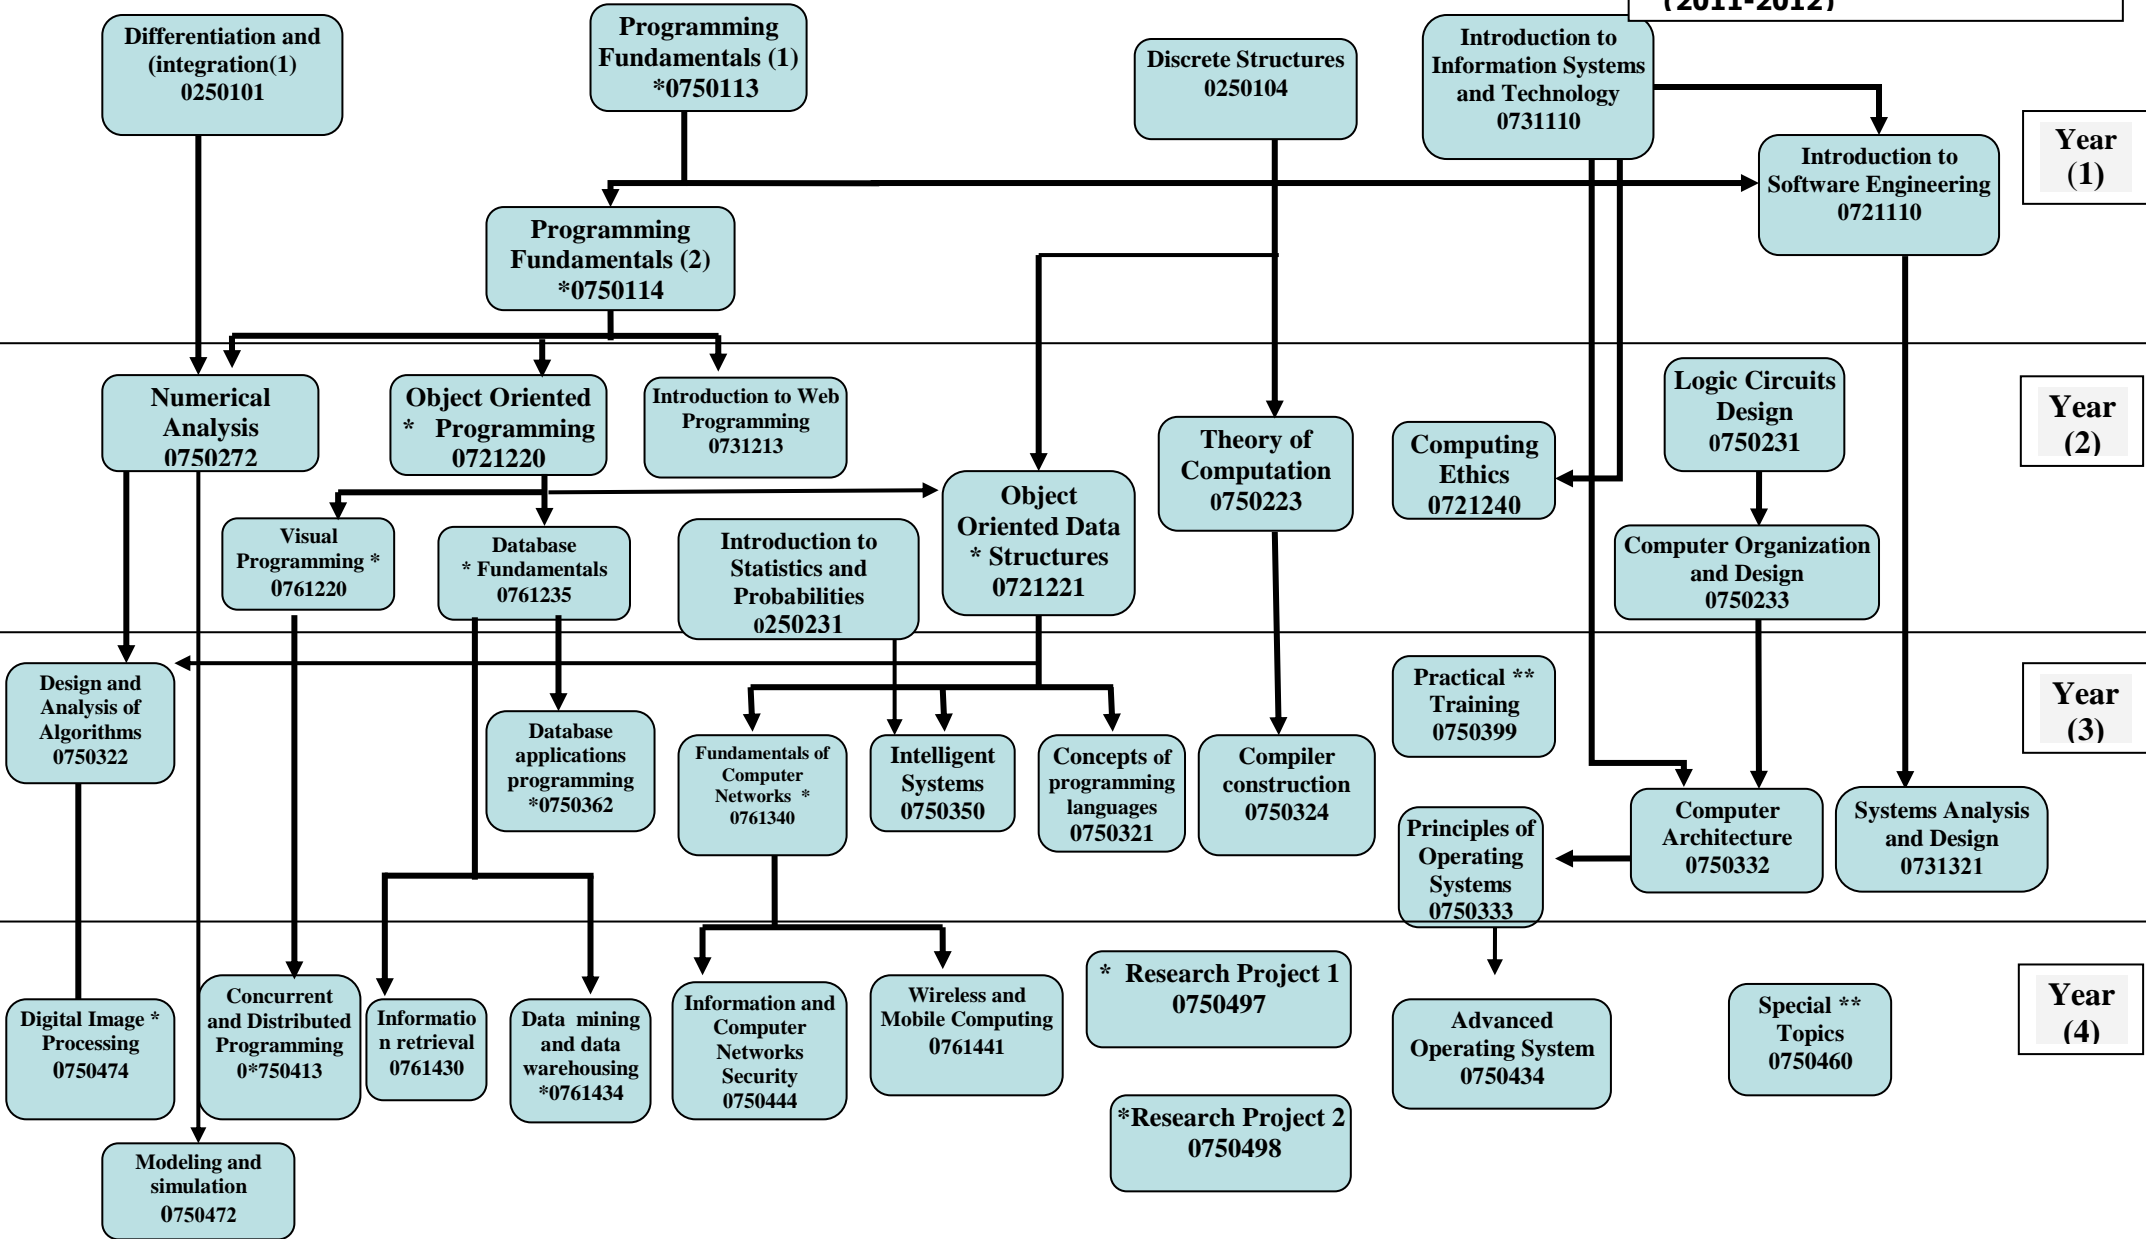 (2011-2012)
Differentiation and
(integration(1)
0250101
Programming
Fundamentals (1)
*0750113
Discrete Structures
0250104
Introduction to
Information Systems
and Technology
0731110
Year
(1)
Introduction to
Software Engineering
0721110
Programming
Fundamentals (2)
*0750114
Numerical
Analysis
0750272
Object Oriented
* Programming
0721220
Introduction to Web
Programming
0731213
Theory of
Computation
0750223
Computing
Ethics
0721240
Logic Circuits
Design
0750231
Year
(2)
Visual
Programming *
0761220
Database
* Fundamentals
0761235
Introduction to
Statistics and
Probabilities
0250231
Object
Oriented Data
* Structures
0721221
Computer Organization
and Design
0750233
Design and
Analysis of
Algorithms
0750322
Database
applications
programming
*0750362
Fundamentals of
Computer
Networks *
0761340
Intelligent
Systems
0750350
Concepts of
programming
languages
0750321
Compiler
construction
0750324
Practical **
Training
0750399
Year
(3)
Principles of
Operating
Systems
0750333
Computer
Architecture
0750332
Systems Analysis
and Design
0731321
Digital Image *
Processing
0750474
Concurrent
and Distributed
Programming
0*750413
Informatio
n retrieval
0761430
Data mining
and data
warehousing
*0761434
Information and
Computer
Networks
Security
0750444
Wireless and
Mobile Computing
0761441
* Research Project 1
0750497
Advanced
Operating System
0750434
Special **
Topics
0750460
Year
(4)
*Research Project 2
0750498
Modeling and
simulation
0750472